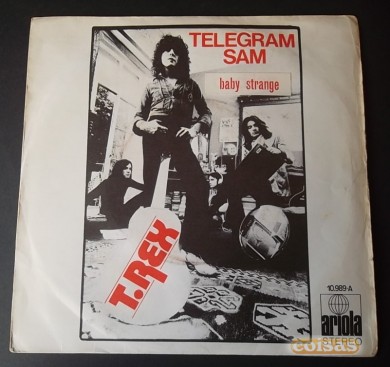 TELEGRAM
SAM
baby strange
T.REX
10.989-A
ariola
STEREO
coisas